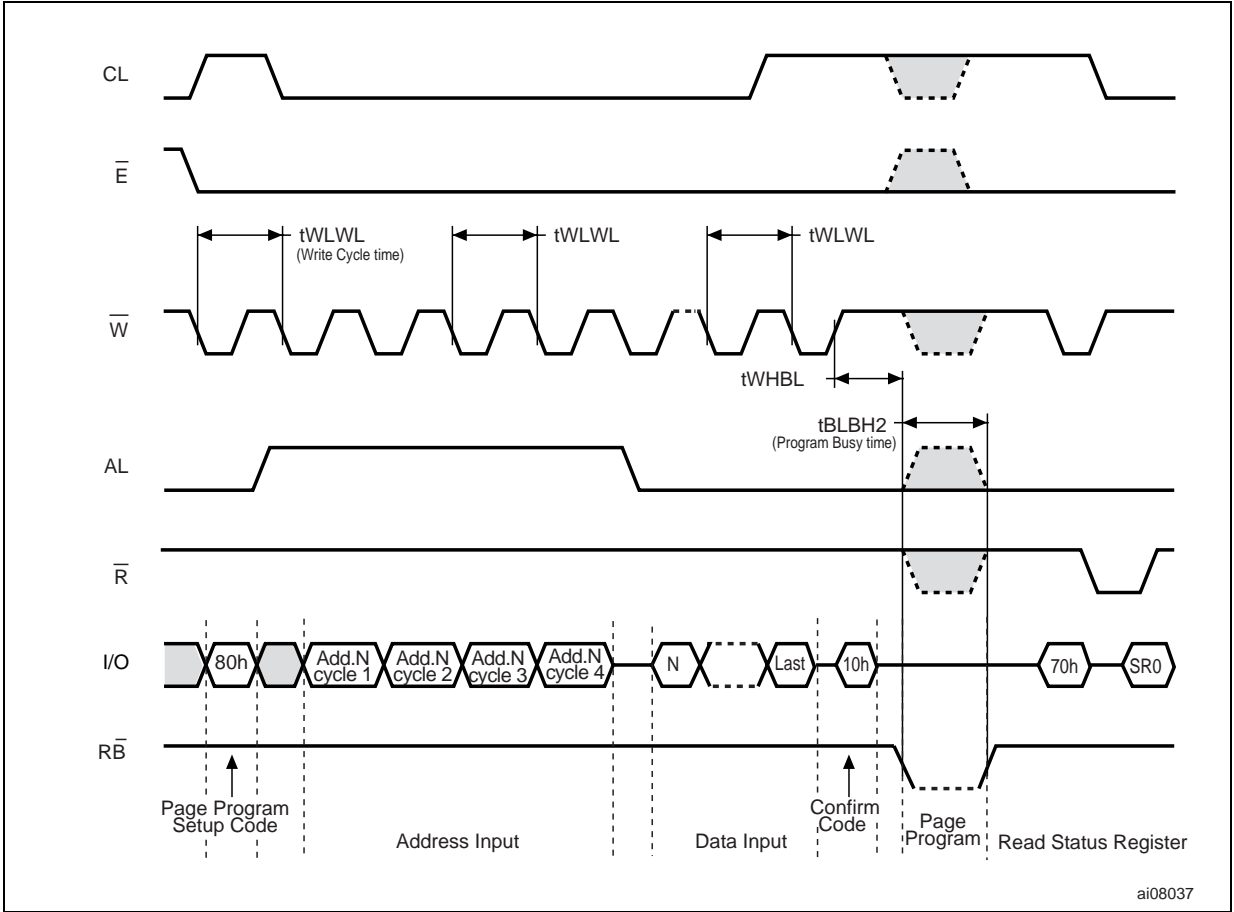 CL
E̅
tWLWL
(Write Cycle time)
tWLWL
tWLWL
W̅
tWHBL
tBLBH2
(Program Busy time)
AL
R̅
I/O
80h
Add.N
cycle 1
Add.N
cycle 2
Add.N
cycle 3
Add.N
cycle 4
N
Last
10h
70h
SR0
RB̅
Page Program
Setup Code
Address Input
Data Input
Confirm
Code
Page
Program
Read Status Register
ai08037